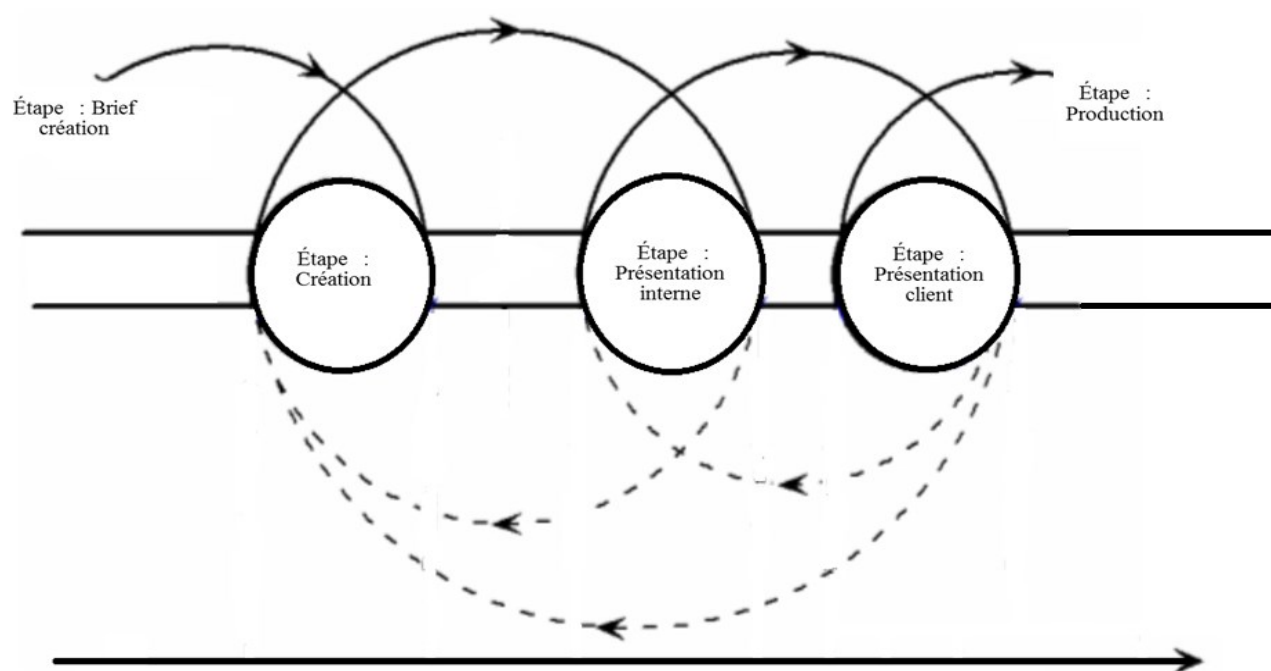 Étape : Brief
création
Étape :
Création
Étape :
Présentation
interne
Étape :
Présentation
client
Étape :
Production